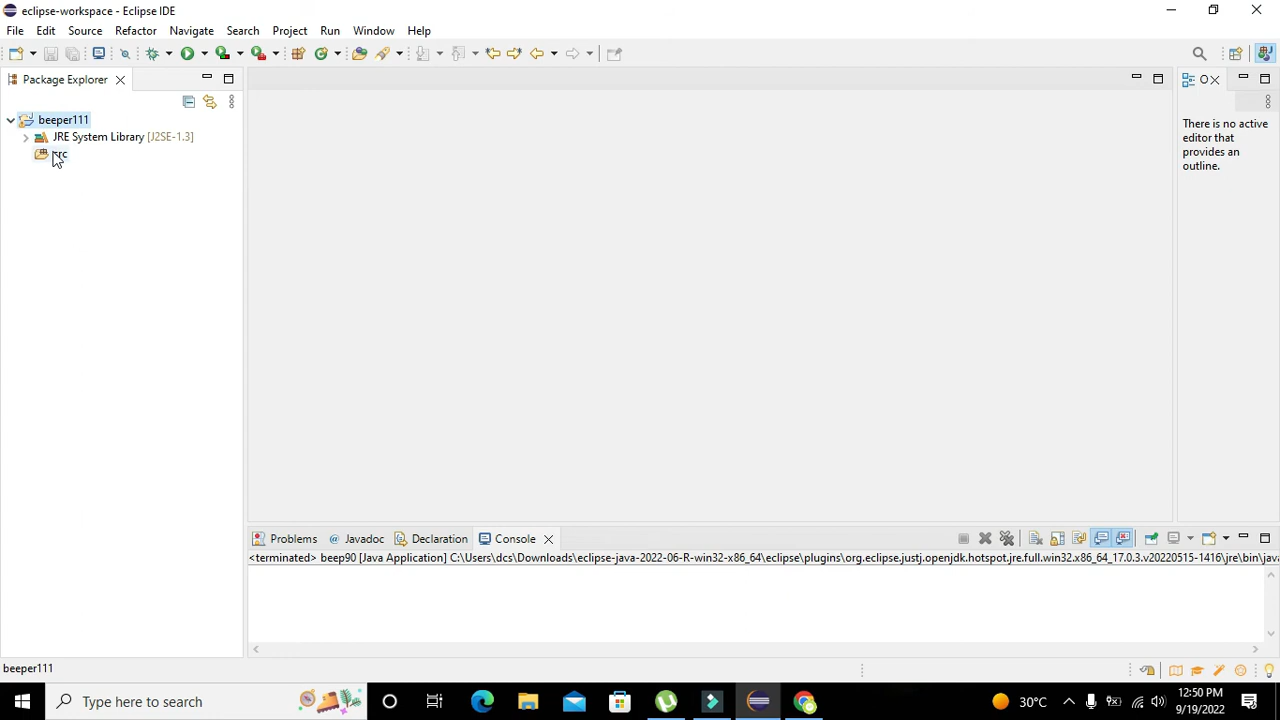 eclipse-workspace - Eclipse IDE
File Edit Source Refactor Navigate Search Project Run Window Help
Package Explorer
beeper111
JRE System Library [J2SE-1.3]
There is no active
editor that
provides an
outline.
Problems Javadoc Declaration Console
<terminated> beep90 [Java Application] C:\Users\dcs\Downloads\eclipse-java-2022-06-R-win32-x86_64\eclipse\plugins\org.eclipse.justj.openjdk.hotspot.jre.full.win32.x86_64_17.0.3.v20220515-1416\jre\bin\java
beeper111
Type here to search
30°C
12:50 PM
9/19/2022